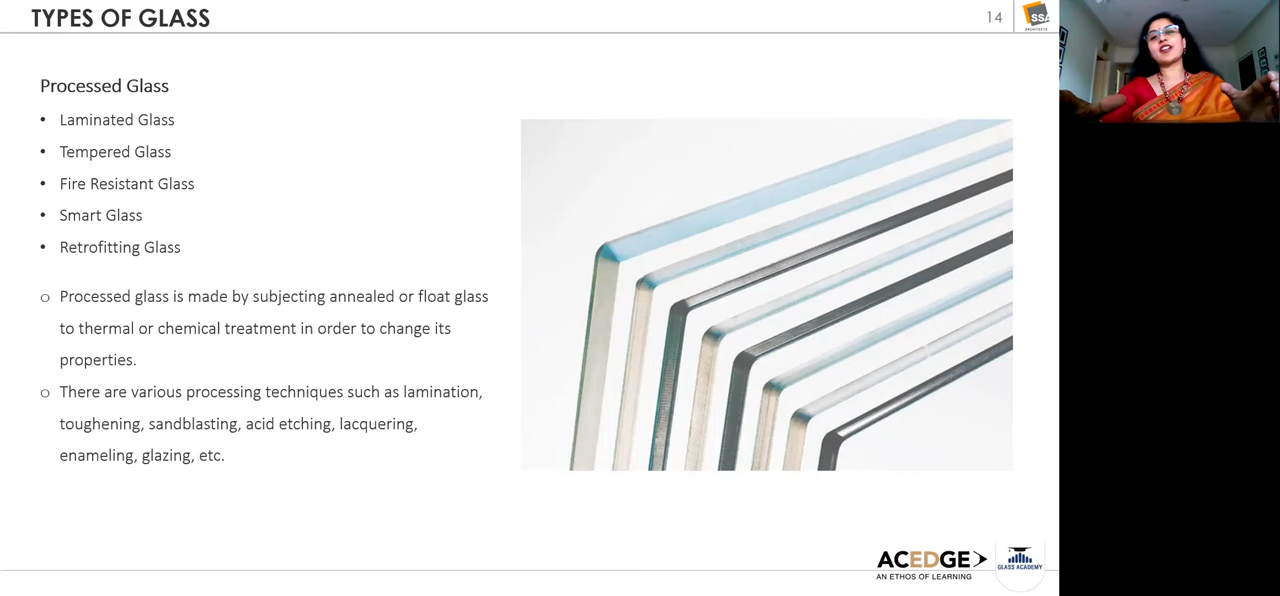 TYPES OF GLASS
14
SSA
ARCHITECTS
Processed Glass
• Laminated Glass
• Tempered Glass
• Fire Resistant Glass
• Smart Glass
• Retrofitting Glass
o Processed glass is made by subjecting annealed or float glass
to thermal or chemical treatment in order to change its
properties.
o There are various processing techniques such as lamination,
toughening, sandblasting, acid etching, lacquering,
enameling, glazing, etc.
ACEDGE
AN ETHOS OF LEARNING
GLASS ACADEMY